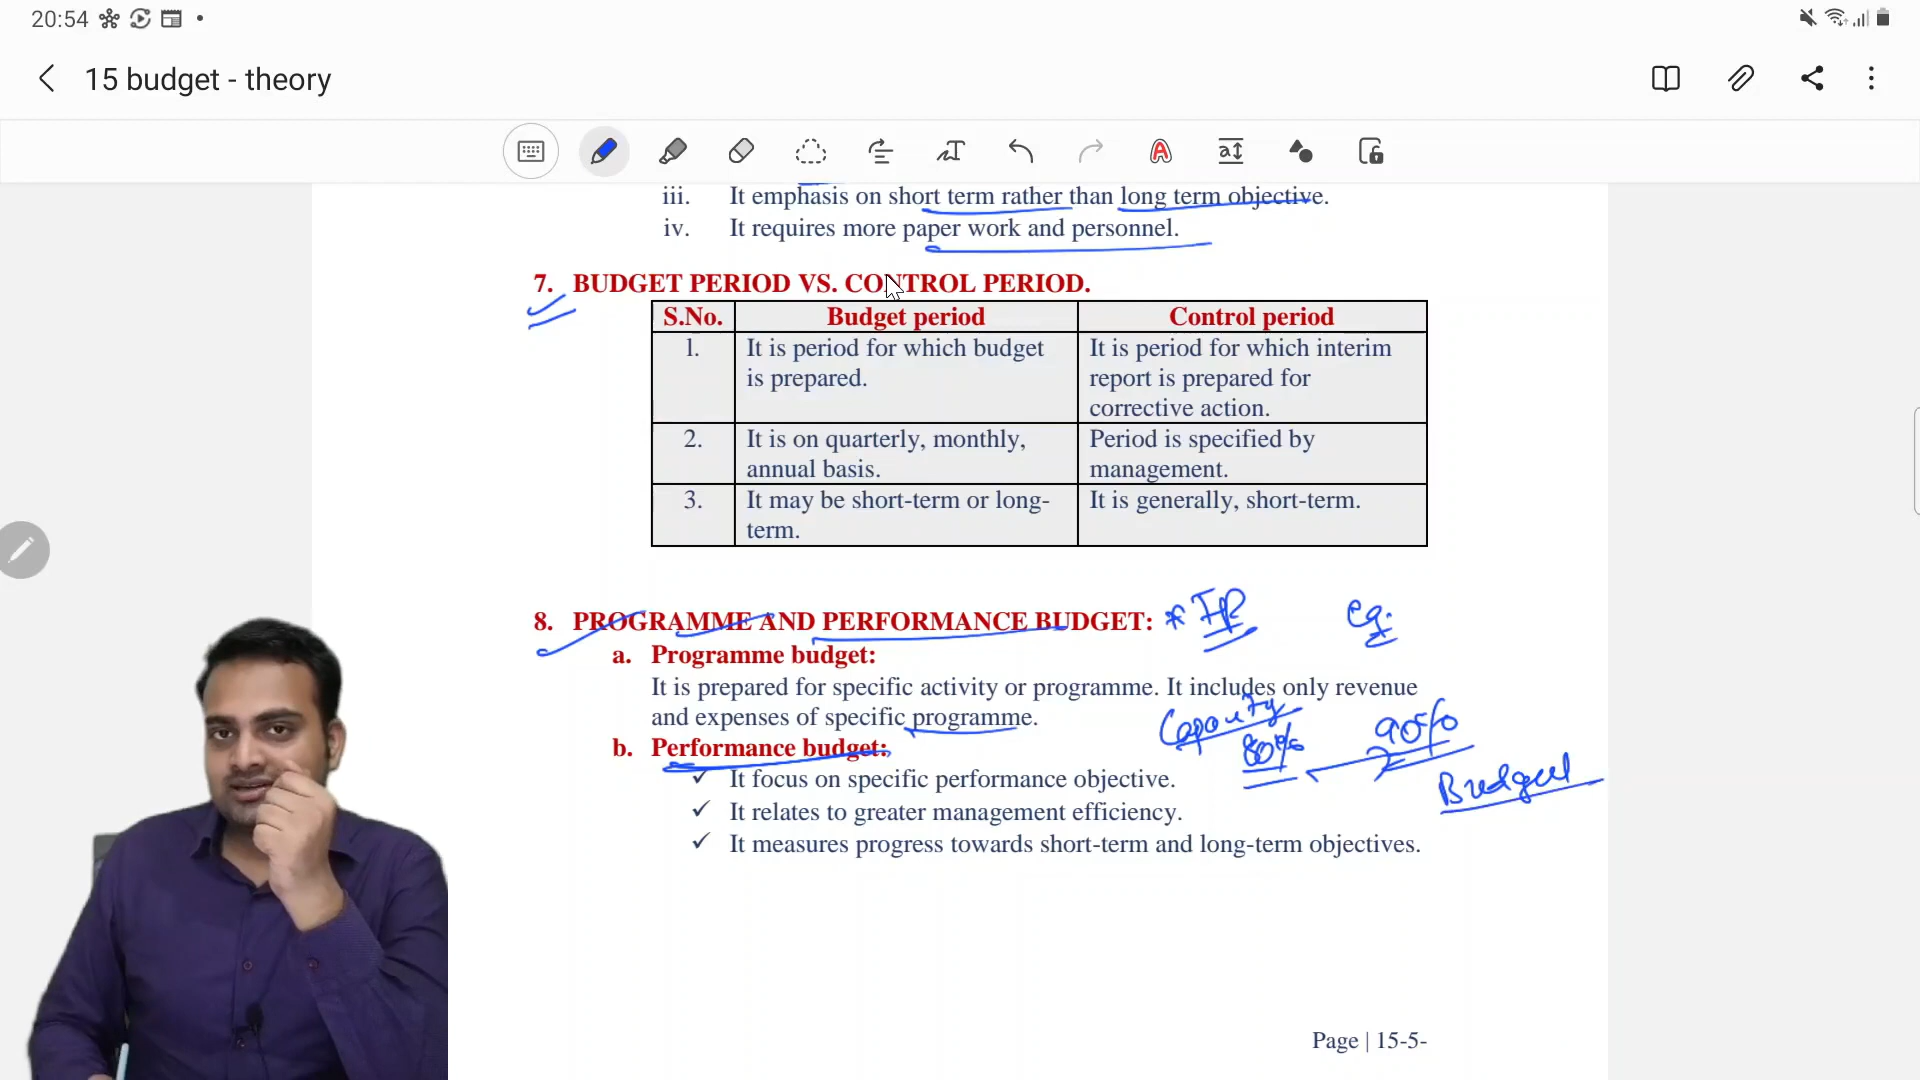 20:54
15 budget - theory
iii. It emphasis on short term rather than long term objective.
iv. It requires more paper work and personnel.
7. BUDGET PERIOD VS. CONTROL PERIOD.
S.No. Budget period Control period
1. It is period for which budget is prepared. It is period for which interim report is prepared for corrective action.
2. It is on quarterly, monthly, annual basis. Period is specified by management.
3. It may be short-term or long-term. It is generally, short-term.
8. PROGRAMME AND PERFORMANCE BUDGET: * eg.
a. Programme budget:
It is prepared for specific activity or programme. It includes only revenue
and expenses of specific programme.
Capacity 80% 90%
b. Performance budget:
It focus on specific performance objective.
Budget
✓ It relates to greater management efficiency.
✓ It measures progress towards short-term and long-term objectives.
Page | 15-5-